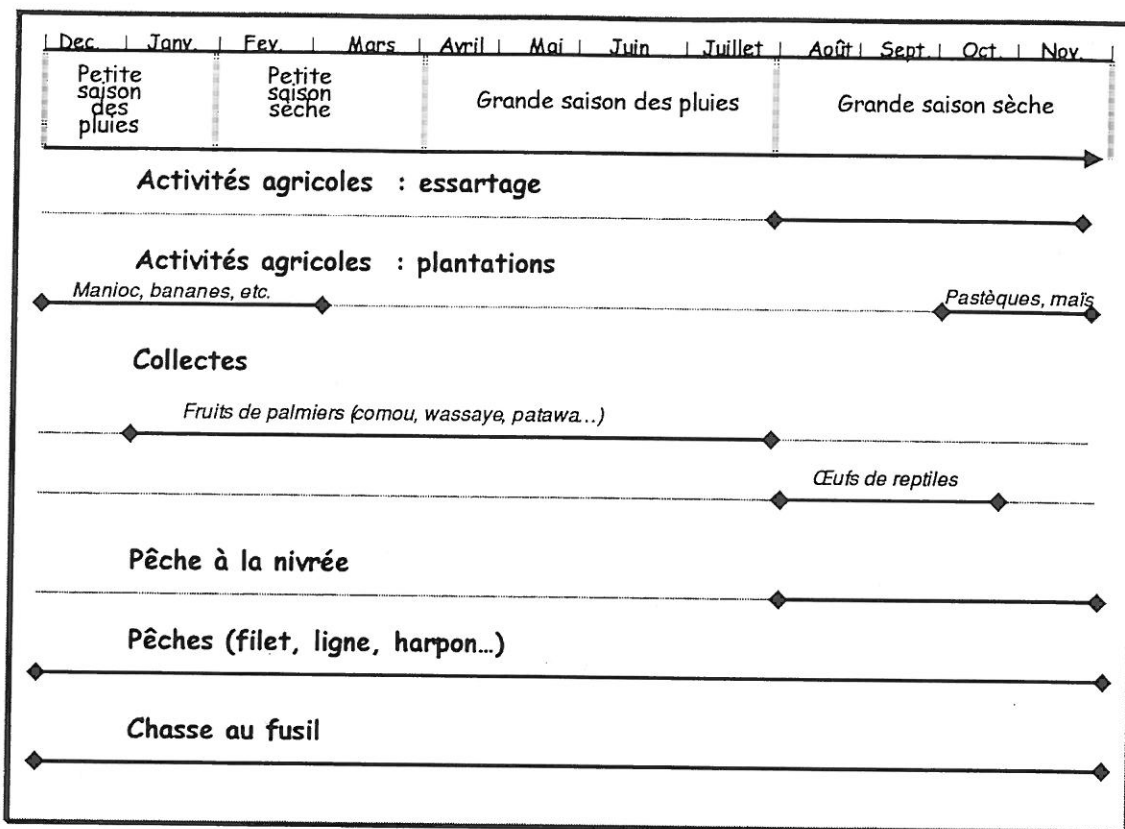 Dec. Janv. Fev. Mars Avril Mai Juin Juillet Août Sept. Oct. Nov.
Petite
saison
des
pluies
Petite
saison
sèche
Grande saison des pluies
Grande saison sèche
Activités agricoles : essartage
Activités agricoles : plantations
Manioc, bananes, etc.
Pastèques, maïs
Collectes
Fruits de palmiers (comou, wassaye, patawa...)
Œufs de reptiles
Pêche à la nivrée
Pêches (filet, ligne, harpon...)
Chasse au fusil